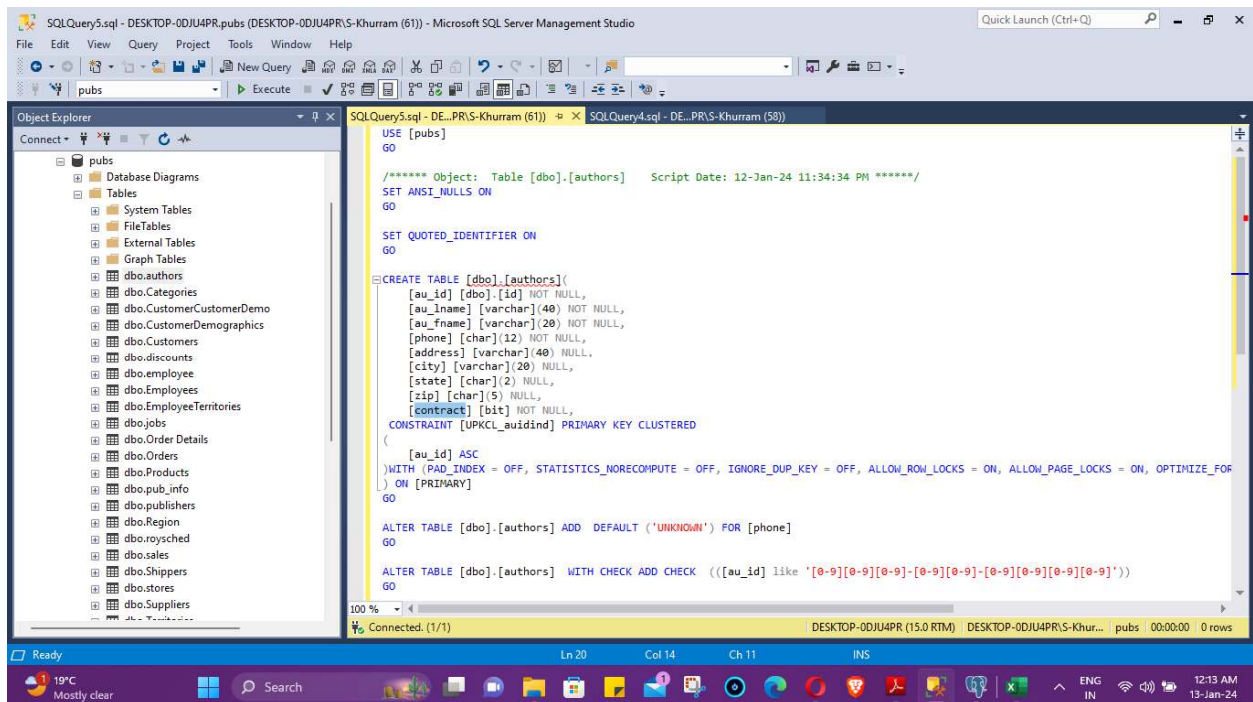 SQLQuery5.sql - DESKTOP-0DJU4PR.pubs (DESKTOP-0DJU4PR\S-Khurram (61)) - Microsoft SQL Server Management Studio
Quick Launch (Ctrl+Q)
File Edit View Query Project Tools Window Help
New Query
MDX DMX XMLA DAX
pubs
Execute
Object Explorer
Connect
pubs
Database Diagrams
Tables
System Tables
FileTables
External Tables
Graph Tables
dbo.authors
dbo.Categories
dbo.CustomerCustomerDemo
dbo.CustomerDemographics
dbo.Customers
dbo.discounts
dbo.employee
dbo.Employees
dbo.EmployeeTerritories
dbo.jobs
dbo.Order Details
dbo.Orders
dbo.Products
dbo.pub_info
dbo.publishers
dbo.Region
dbo.roysched
dbo.sales
dbo.Shippers
dbo.stores
dbo.Suppliers
SQLQuery5.sql - DE...PR\S-Khurram (61))
SQLQuery4.sql - DE...PR\S-Khurram (58))
USE [pubs]
GO
/****** Object:  Table [dbo].[authors]    Script Date: 12-Jan-24 11:34:34 PM ******/
SET ANSI_NULLS ON
GO
SET QUOTED_IDENTIFIER ON
GO
CREATE TABLE [dbo].[authors](
[au_id] [dbo].[id] NOT NULL,
[au_lname] [varchar](40) NOT NULL,
[au_fname] [varchar](20) NOT NULL,
[phone] [char](12) NOT NULL,
[address] [varchar](40) NULL,
[city] [varchar](20) NULL,
[state] [char](2) NULL,
[zip] [char](5) NULL,
[contract] [bit] NOT NULL,
CONSTRAINT [UPKCL_auidind] PRIMARY KEY CLUSTERED
(
[au_id] ASC
)WITH (PAD_INDEX = OFF, STATISTICS_NORECOMPUTE = OFF, IGNORE_DUP_KEY = OFF, ALLOW_ROW_LOCKS = ON, ALLOW_PAGE_LOCKS = ON, OPTIMIZE_FOR
) ON [PRIMARY]
GO
ALTER TABLE [dbo].[authors] ADD  DEFAULT ('UNKNOWN') FOR [phone]
GO
ALTER TABLE [dbo].[authors]  WITH CHECK ADD CHECK  (([au_id] like '[0-9][0-9][0-9]-[0-9][0-9]-[0-9][0-9][0-9][0-9]'))
GO
100 %
Connected. (1/1)
DESKTOP-0DJU4PR (15.0 RTM)
DESKTOP-0DJU4PR\S-Khur...
pubs
00:00:00
0 rows
Ready
Ln 20
Col 14
Ch 11
INS
1
19°C
Mostly clear
Search
ENG
IN
12:13 AM
13-Jan-24